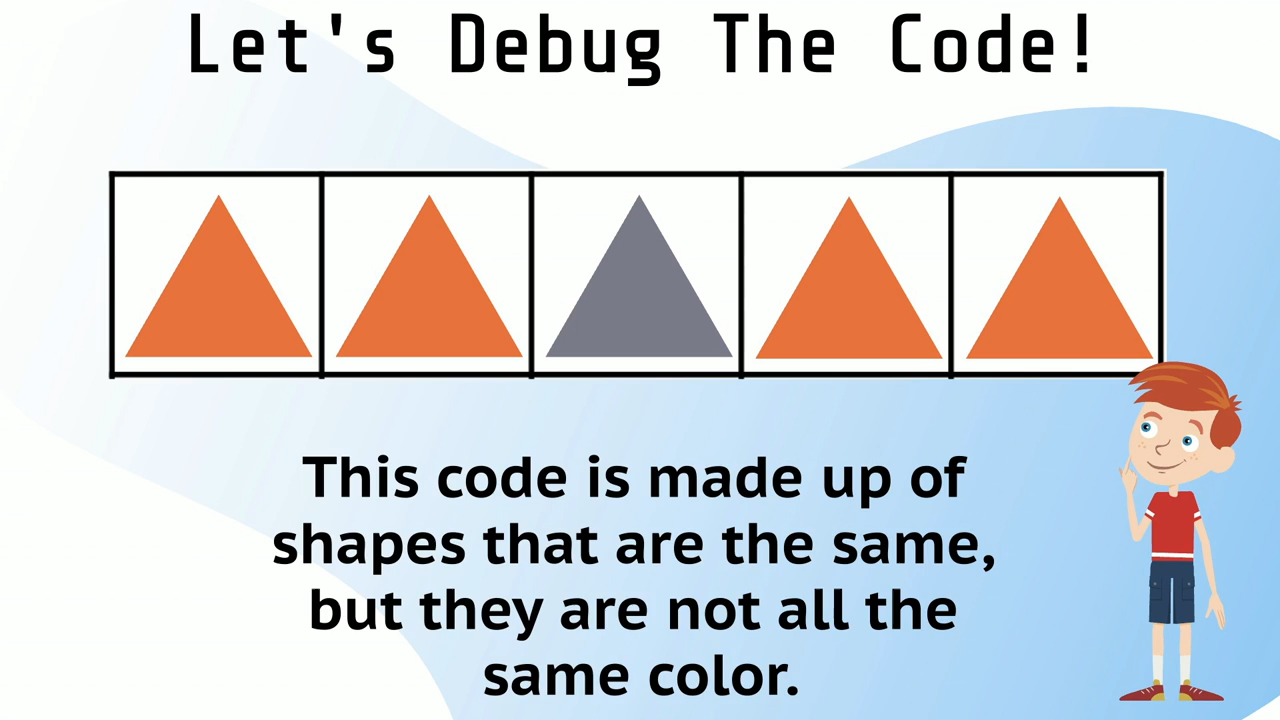 Let's Debug The Code!
This code is made up of
shapes that are the same,
but they are not all the
same color.